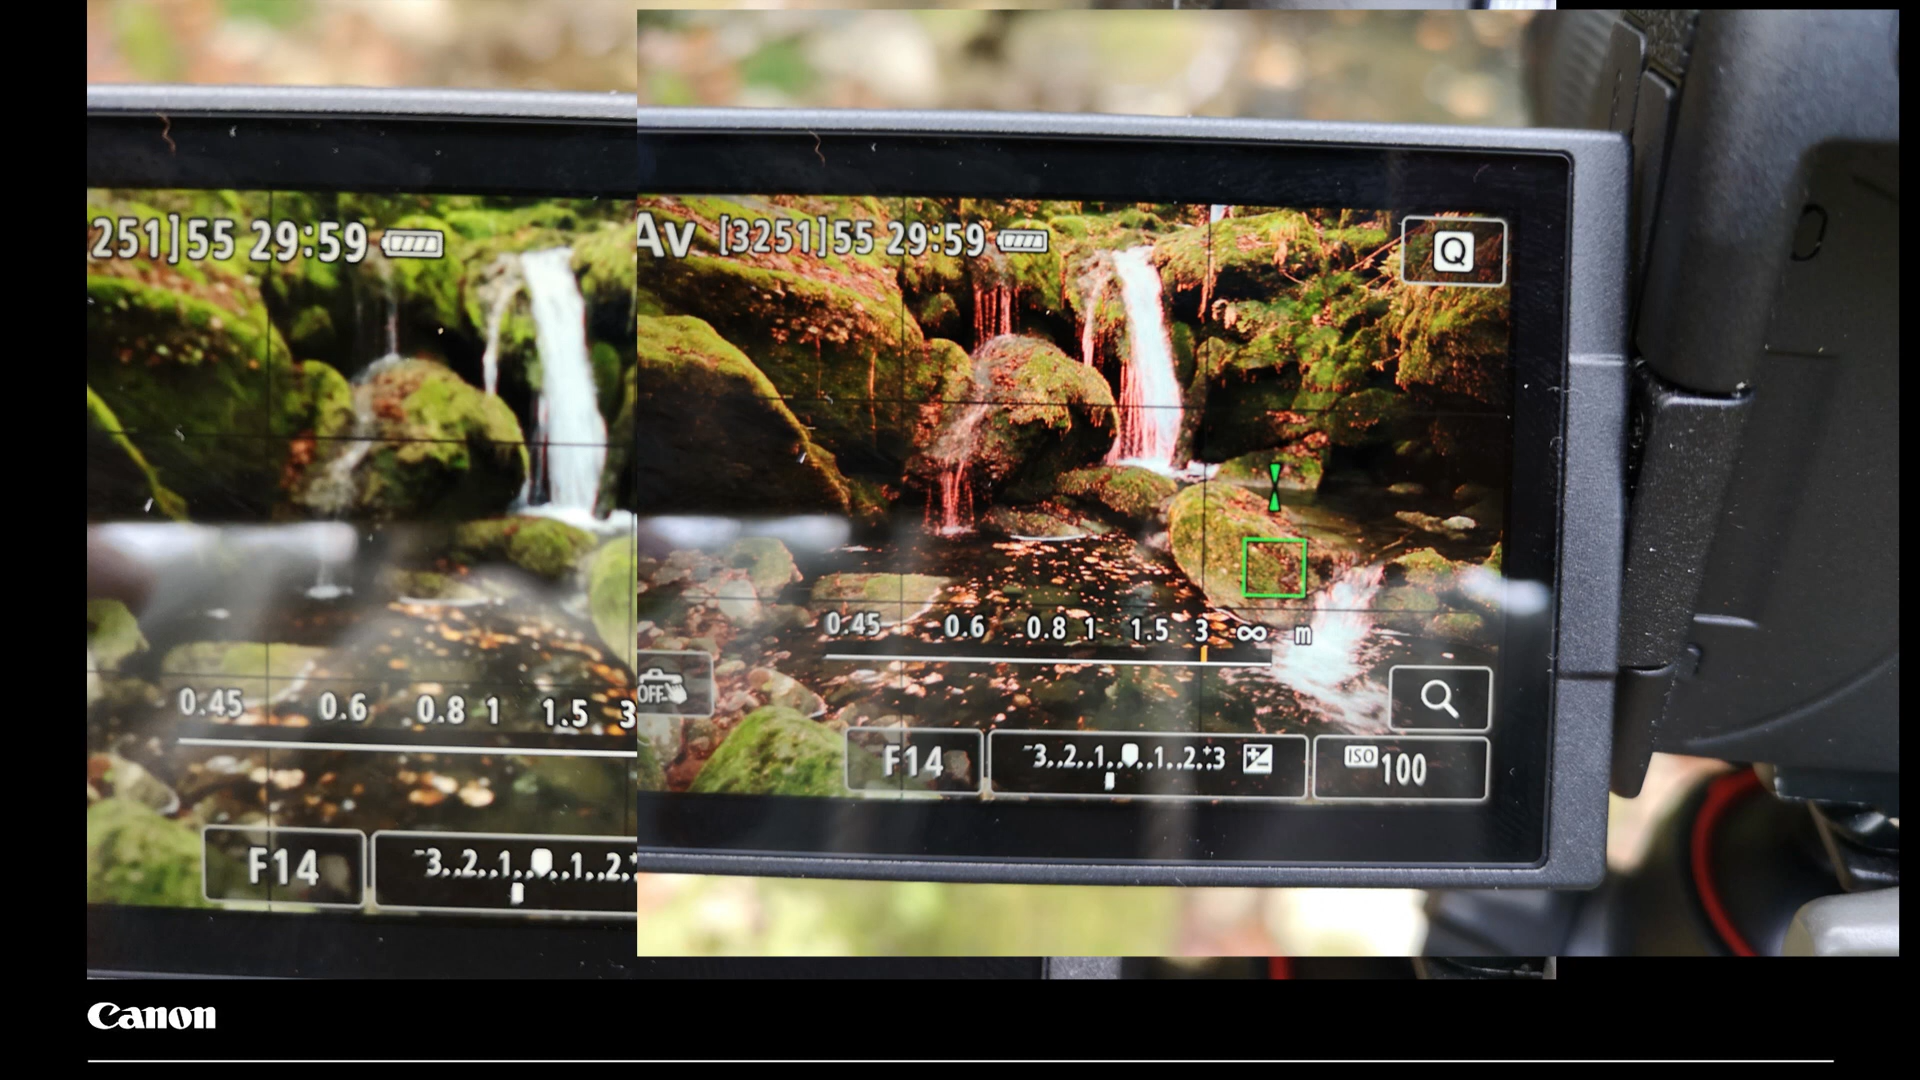 251]55 29:59
Av [3251]55 29:59
Q
0.45 0.6 0.8 1 1.5 3
0.45 0.6 0.8 1 1.5 3 ∞ m
OFF
F14 -3..2..1..0..1..2.
F14 -3..2..1..0..1..2.+3 ISO 100
Canon